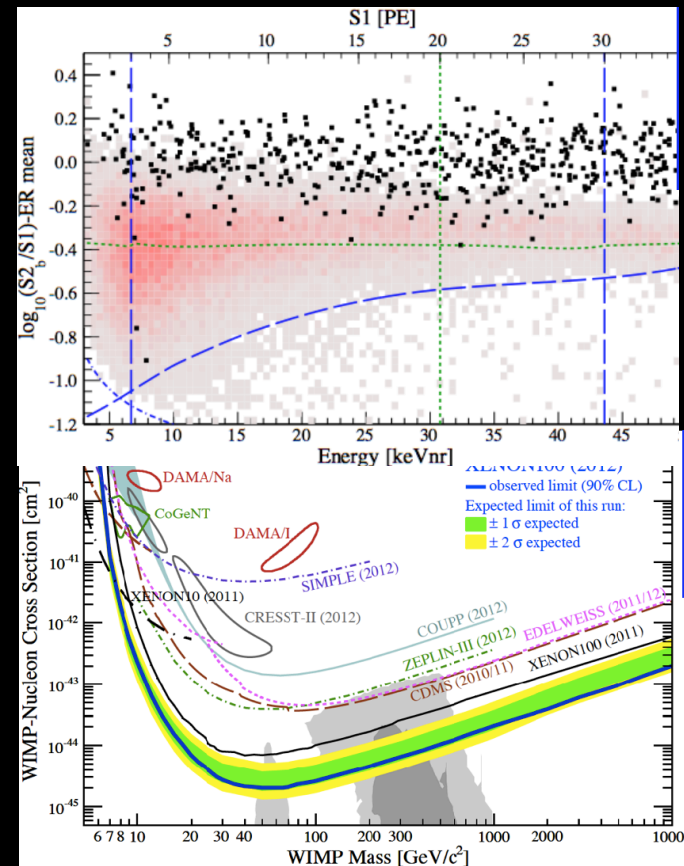 S1 [PE]
5 10 15 20 25 30
0.4
0.2
0.0
-0.2
-0.4
-0.6
-0.8
-1.0
-1.2
log10(S2b/S1)-ER mean
5 10 15 20 25 30 35 40 45
Energy [keVnr]
XENON100 (2012)
observed limit (90% CL)
Expected limit of this run:
± 1 σ expected
± 2 σ expected
DAMA/Na
CoGeNT
DAMA/I
SIMPLE (2012)
XENON10 (2011)
CRESST-II (2012)
COUPP (2012)
EDELWEISS (2011/12)
ZEPLIN-III (2012)
XENON100 (2011)
CDMS (2010/11)
10-40
10-41
10-42
10-43
10-44
10-45
WIMP-Nucleon Cross Section [cm2]
6 7 8 10 20 30 40 100 200 300 1000 2000 1000
WIMP Mass [GeV/c2]